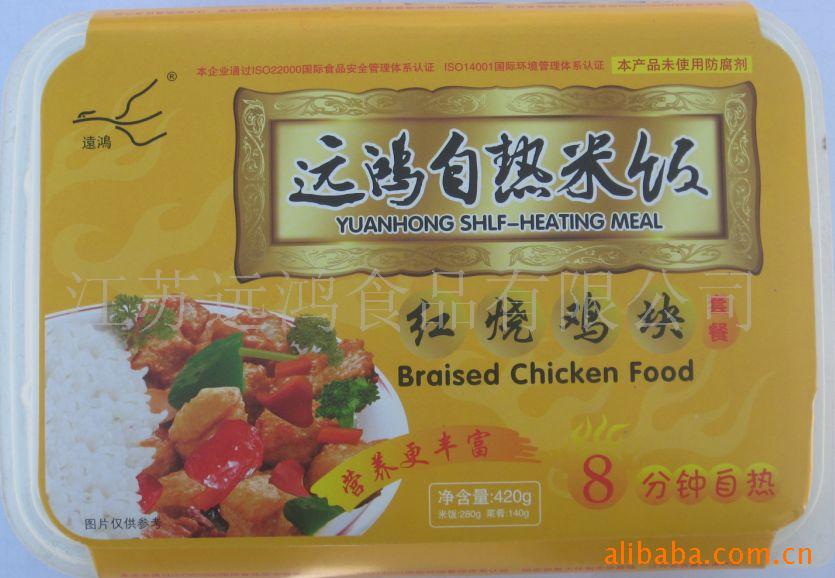 本企业通过ISO22000国际食品安全管理体系认证 ISO14001国际环境管理体系认证 本产品未使用防腐剂
®
遠鴻
远鸿自热米饭
YUANHONG SHLF-HEATING MEAL
江苏远鸿食品有限公司
红烧鸡块 套餐
Braised Chicken Food
营养更丰富
8分钟自热
净含量:420g
米饭:280g 菜肴:140g
图片仅供参考
alibaba.com.cn